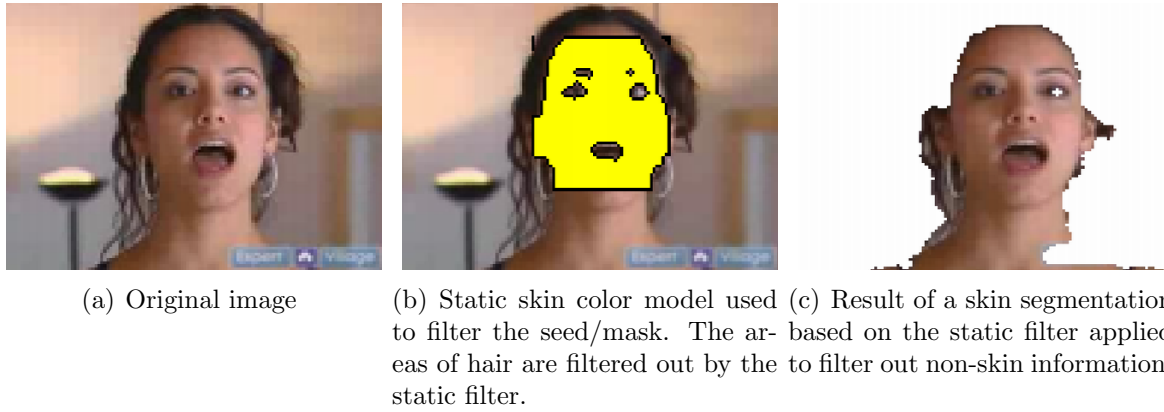 Expert Village
Expert Village
(a) Original image
(b) Static skin color model used
to filter the seed/mask. The ar-
eas of hair are filtered out by the
static filter.
(c) Result of a skin segmentation
based on the static filter applied
to filter out non-skin information